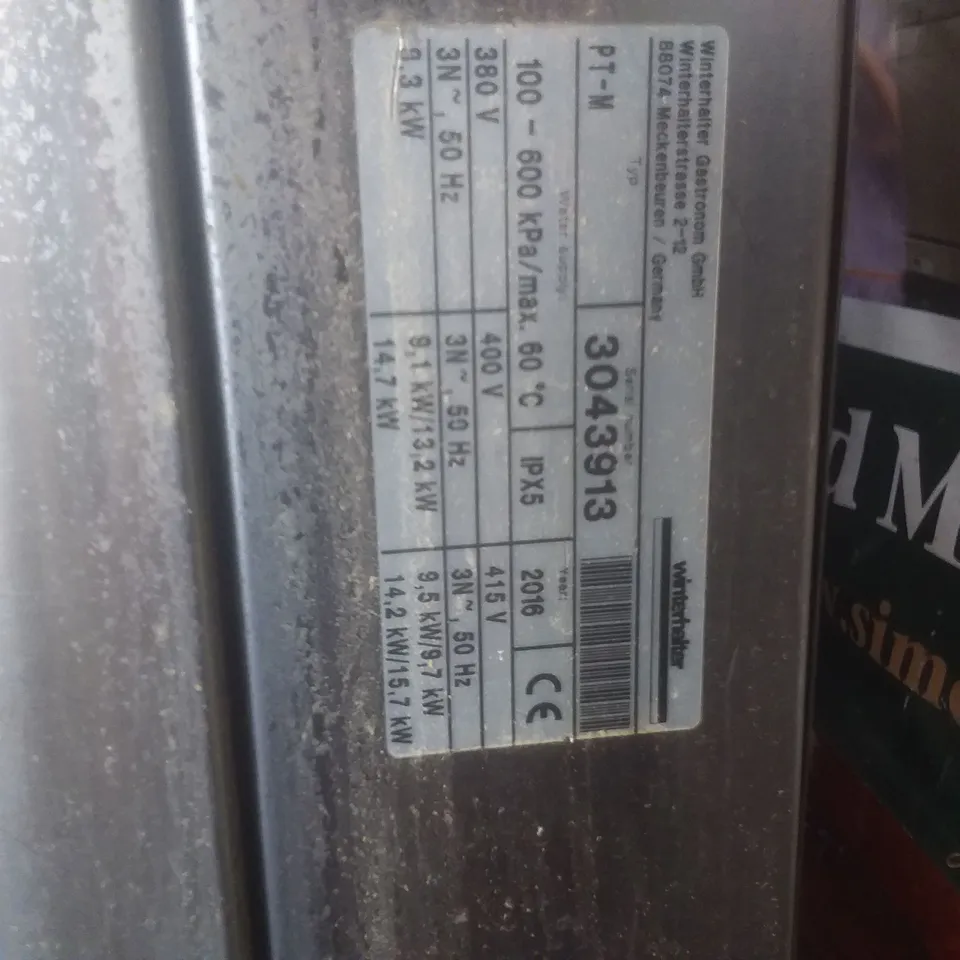 Winterhalter Gastronom GmbH
Winterhalterstrasse 2-12
88074 Meckenbeuren / Germany
winterhalter
Typ
Serial number
PT-M
3043913
Water supply:
Year:
100 - 600 kPa/max. 60 °C
IPX5
2016
CE
380 V
400 V
415 V
3N~, 50 Hz
3N~, 50 Hz
3N~, 50 Hz
9,3 kW
9,1 kW/13,2 kW
14,7 kW
9,5 kW/9,7 kW
14,2 kW/15,7 kW
d M
.sim